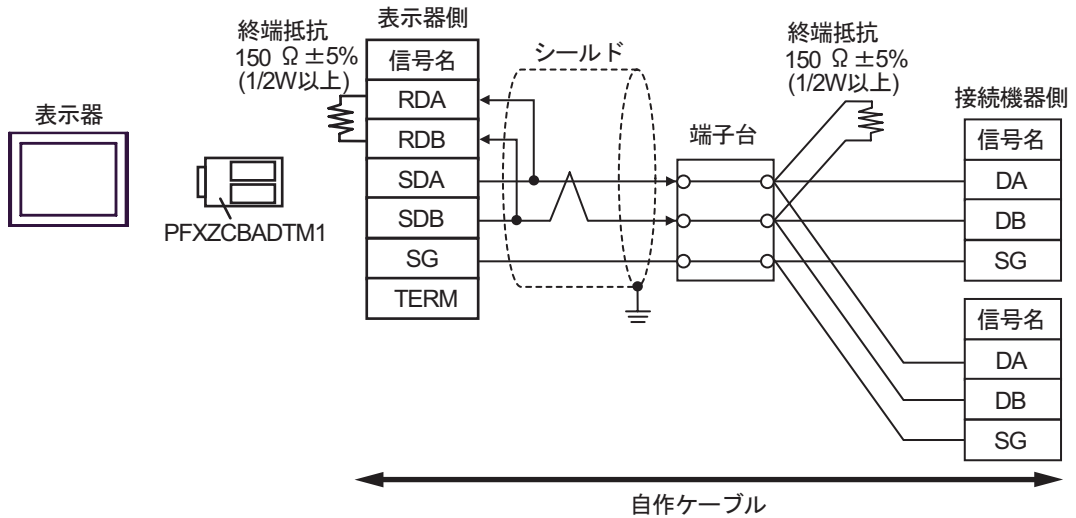 表示器
PFXZCBADTM1
終端抵抗
150 Ω ±5%
(1/2W以上)
表示器側
信号名
RDA
RDB
SDA
SDB
SG
TERM
シールド
端子台
終端抵抗
150 Ω ±5%
(1/2W以上)
接続機器側
信号名
DA
DB
SG
信号名
DA
DB
SG
自作ケーブル